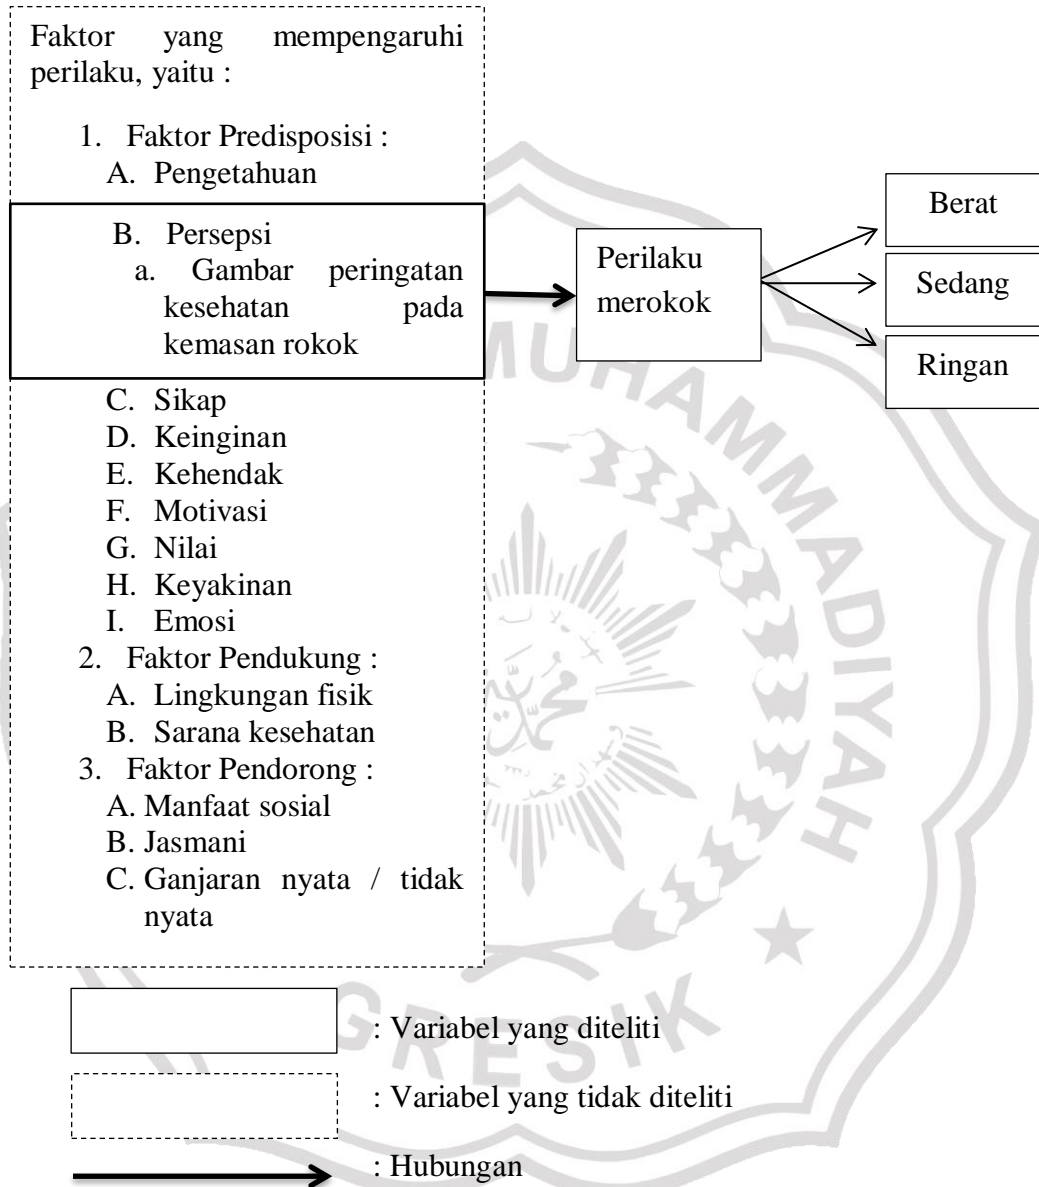 Faktor yang mempengaruhi
perilaku, yaitu :
1. Faktor Predisposisi :
A. Pengetahuan
B. Persepsi
a. Gambar peringatan
kesehatan pada
kemasan rokok
C. Sikap
D. Keinginan
E. Kehendak
F. Motivasi
G. Nilai
H. Keyakinan
I. Emosi
2. Faktor Pendukung :
A. Lingkungan fisik
B. Sarana kesehatan
3. Faktor Pendorong :
A. Manfaat sosial
B. Jasmani
C. Ganjaran nyata / tidak
nyata
Perilaku
merokok
Berat
Sedang
Ringan
MUHAMMADIYAH
GRESIK
: Variabel yang diteliti
: Variabel yang tidak diteliti
: Hubungan